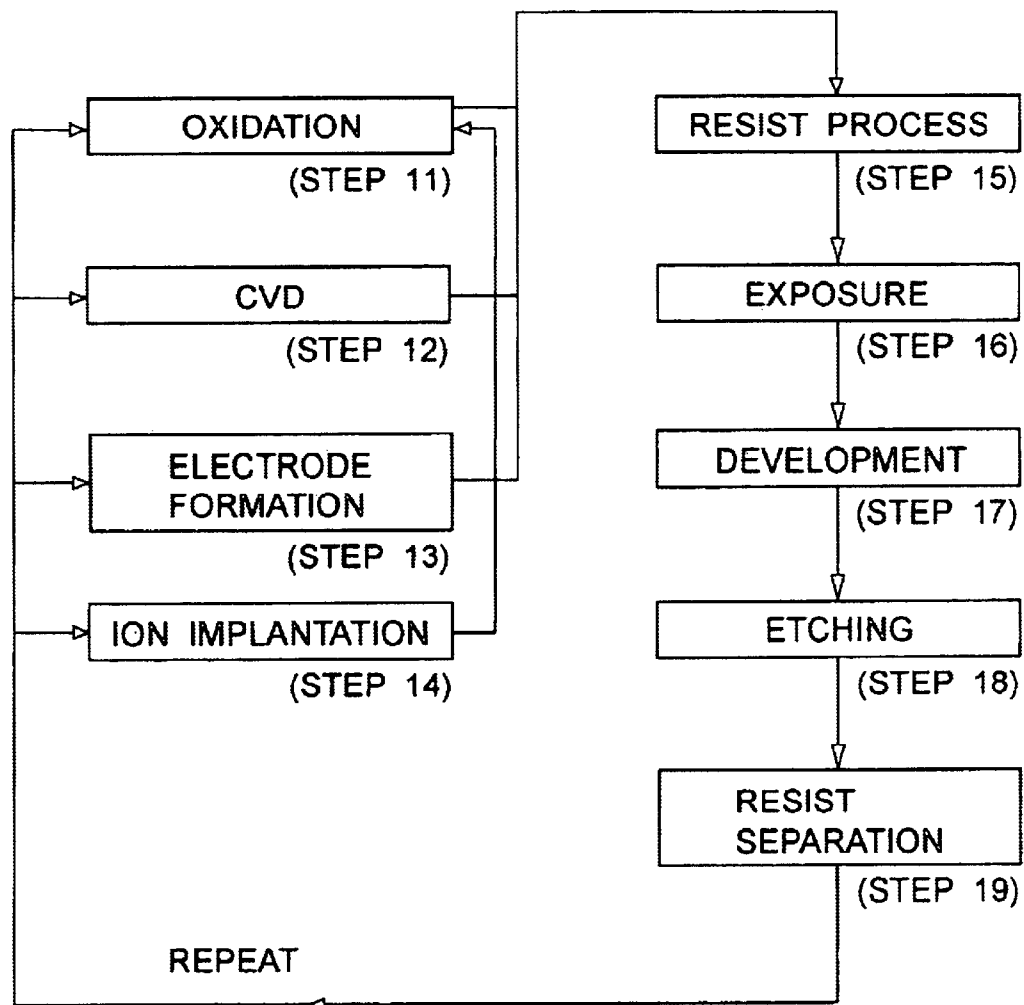 OXIDATION
(STEP 11)
CVD
(STEP 12)
ELECTRODE
FORMATION
(STEP 13)
ION IMPLANTATION
(STEP 14)
RESIST PROCESS
(STEP 15)
EXPOSURE
(STEP 16)
DEVELOPMENT
(STEP 17)
ETCHING
(STEP 18)
RESIST
SEPARATION
(STEP 19)
REPEAT